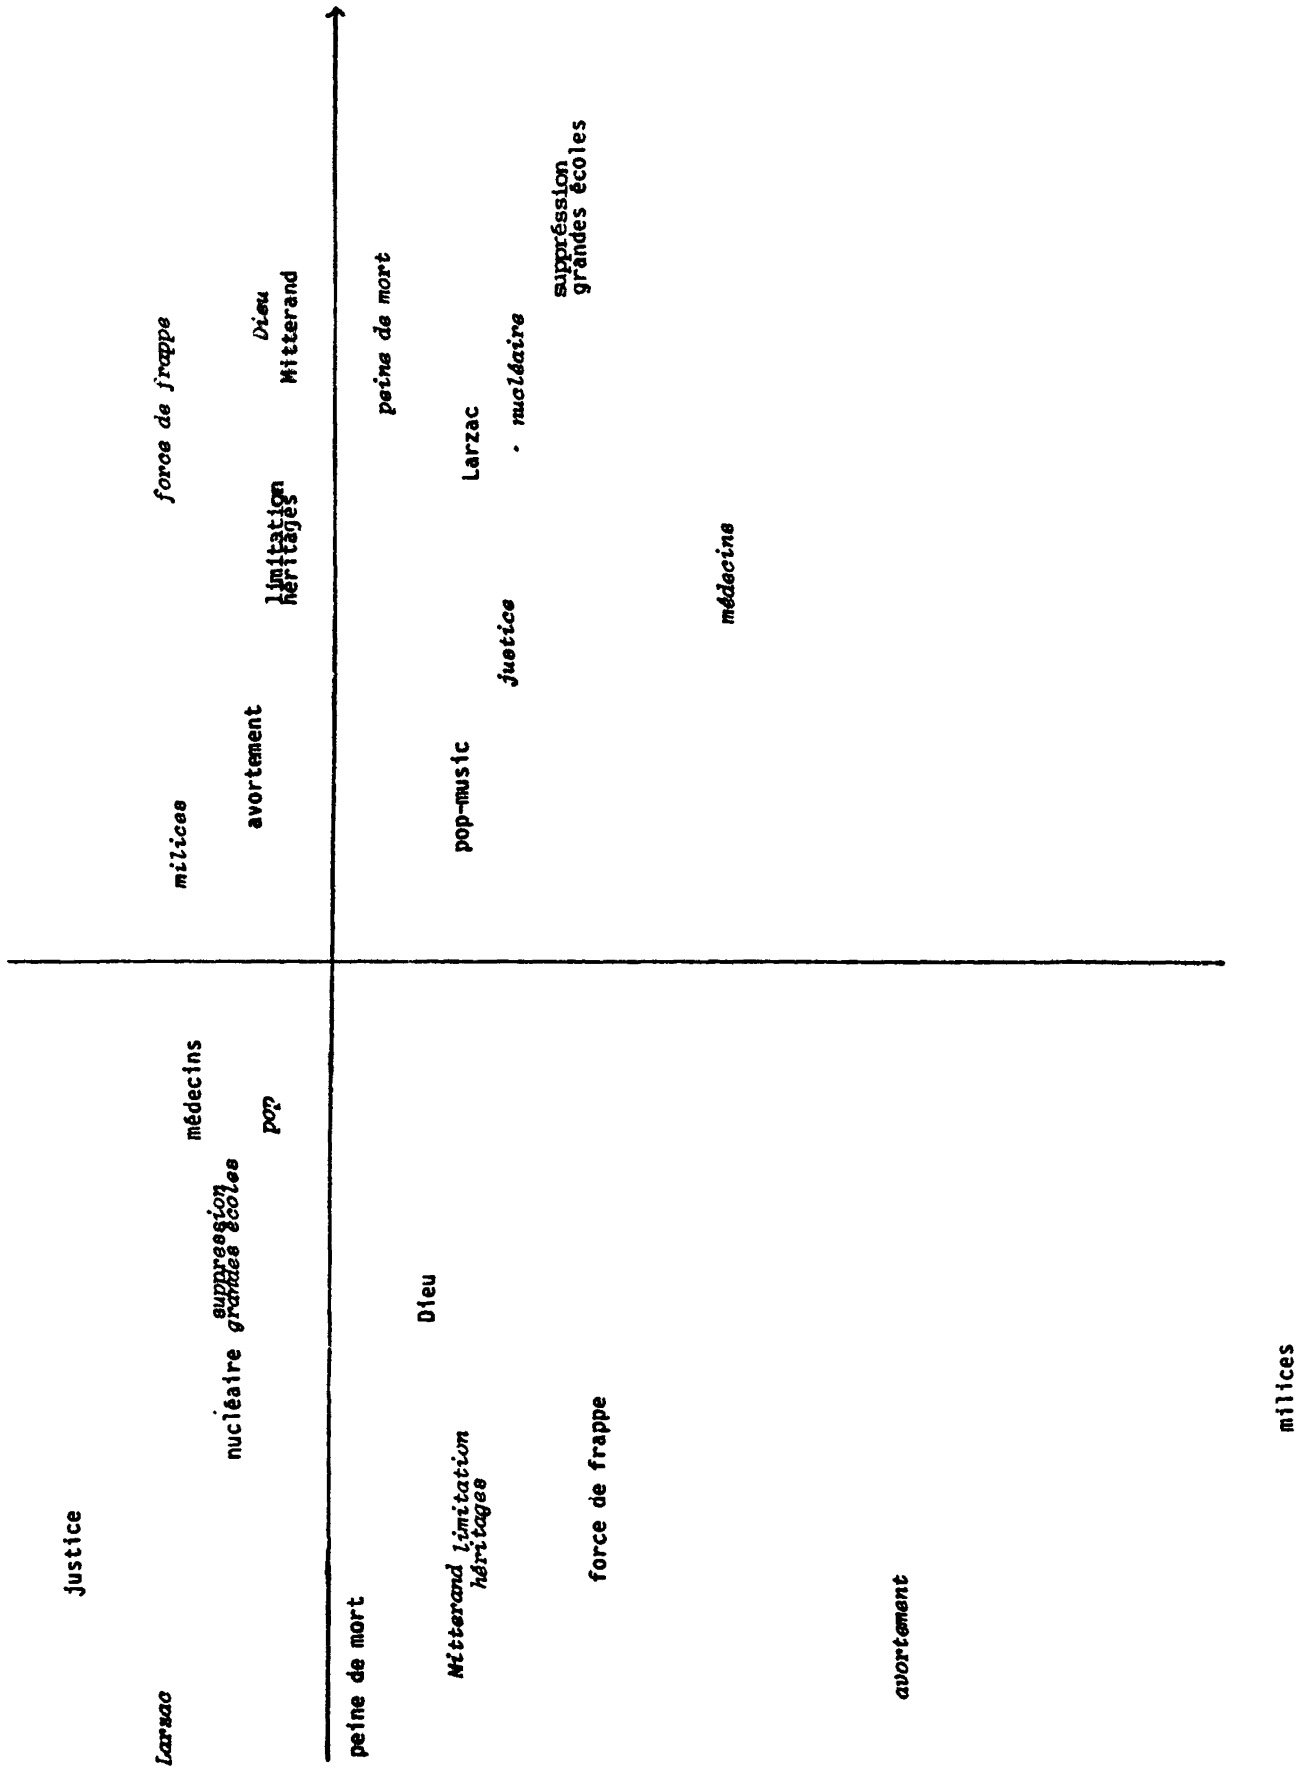 justice
Larzac
force de frappe
milices
médecins
suppression
nucléaire grandes écoles
avortement
Dieu
pop
limitation
héritages
Mitterand
peine de mort
peine de mort
Dieu
Mitterand limitation
héritages
pop-music
Larzac
justice
nucléaire
suppréssion
grandes écoles
force de frappe
médecine
avortement
milices